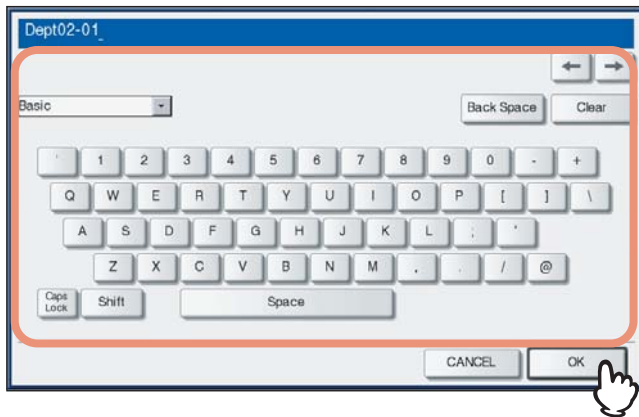 Dept02-01_
Basic
Back Space Clear
` 1 2 3 4 5 6 7 8 9 0 - +
Q W E R T Y U I O P [ ] \
A S D F G H J K L ; '
Z X C V B N M , . / @
Caps Lock Shift Space
CANCEL OK